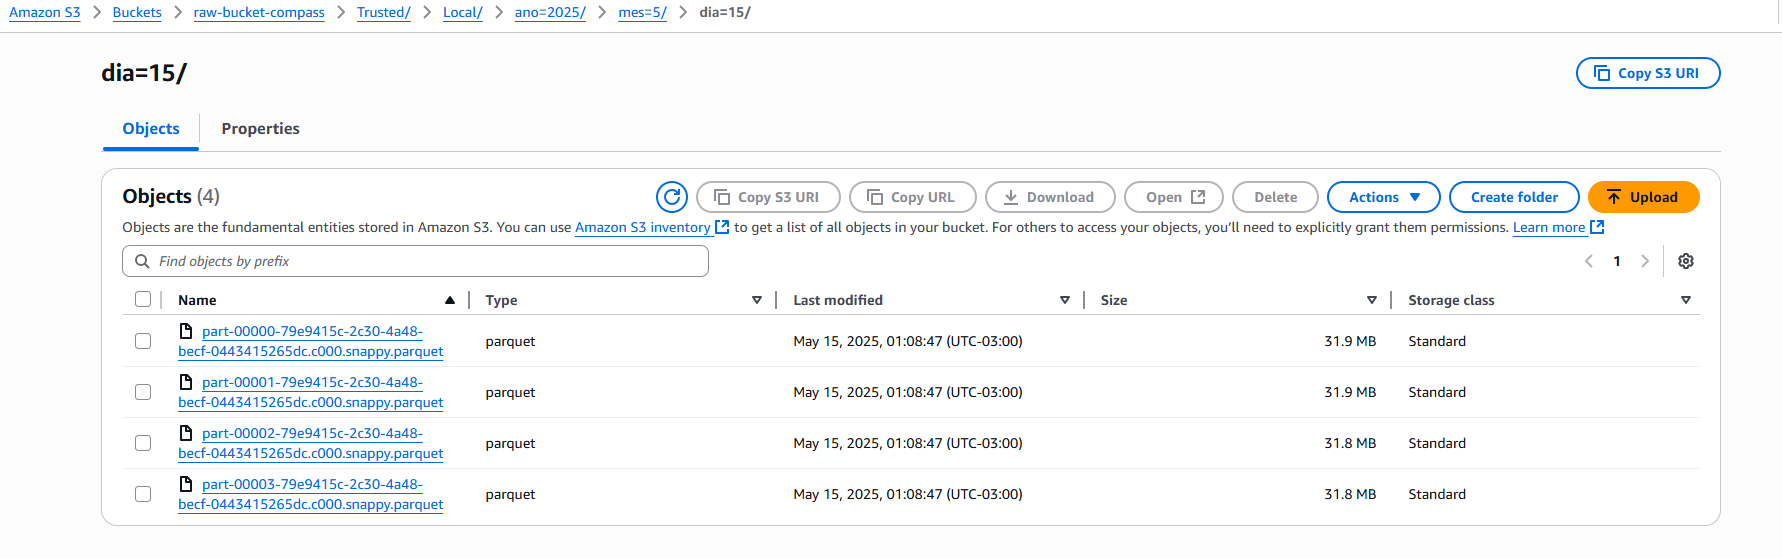 Amazon S3 > Buckets > raw-bucket-compass > Trusted/ > Local/ > ano=2025/ > mes=5/ > dia=15/
dia=15/
Copy S3 URI
Objects Properties
Objects (4) Copy S3 URI Copy URL Download Open Delete Actions Create folder Upload
Objects are the fundamental entities stored in Amazon S3. You can use Amazon S3 inventory to get a list of all objects in your bucket. For others to access your objects, you'll need to explicitly grant them permissions. Learn more
Find objects by prefix
1
Name Type Last modified Size Storage class
part-00000-79e9415c-2c30-4a48-
becf-0443415265dc.c000.snappy.parquet
parquet May 15, 2025, 01:08:47 (UTC-03:00) 31.9 MB Standard
part-00001-79e9415c-2c30-4a48-
becf-0443415265dc.c000.snappy.parquet
parquet May 15, 2025, 01:08:47 (UTC-03:00) 31.9 MB Standard
part-00002-79e9415c-2c30-4a48-
becf-0443415265dc.c000.snappy.parquet
parquet May 15, 2025, 01:08:47 (UTC-03:00) 31.8 MB Standard
part-00003-79e9415c-2c30-4a48-
becf-0443415265dc.c000.snappy.parquet
parquet May 15, 2025, 01:08:47 (UTC-03:00) 31.8 MB Standard